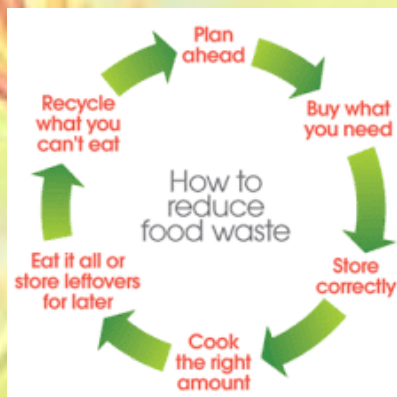 Plan
ahead
Buy what
you need
Store
correctly
Cook
the right
amount
Eat it all or
store leftovers
for later
Recycle
what you
can't eat
How to
reduce
food waste